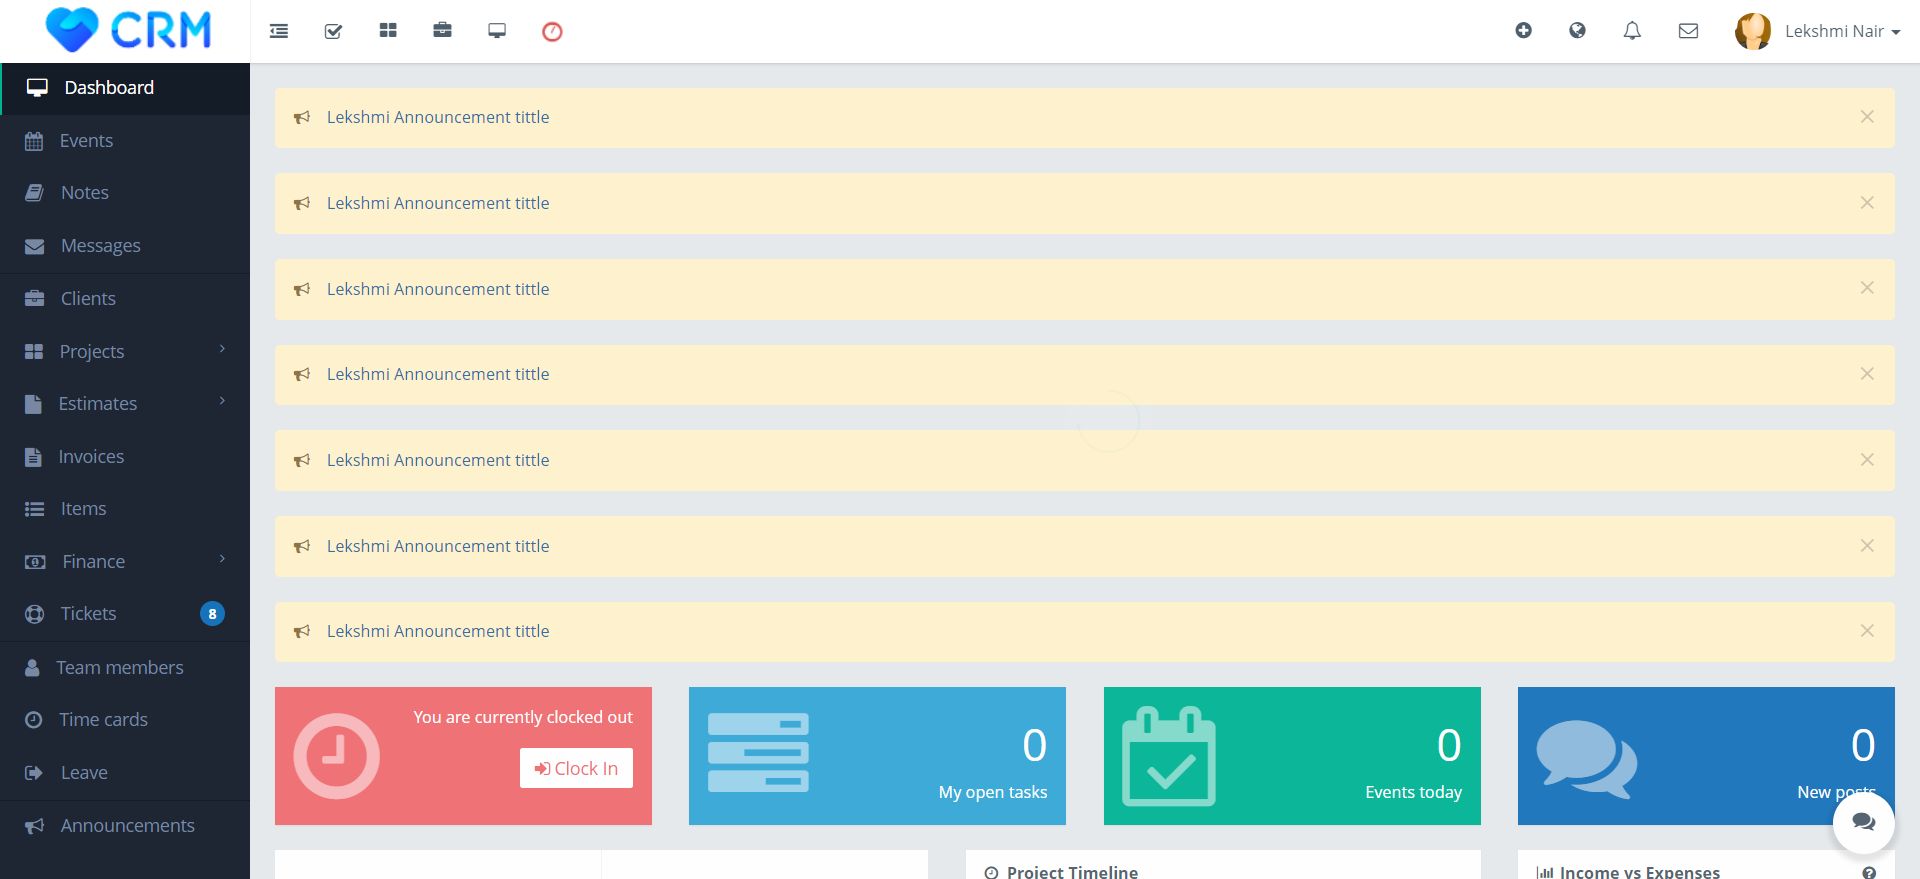 CRM
Lekshmi Nair
Dashboard
Events
Notes
Messages
Clients
Projects
Estimates
Invoices
Items
Finance
Tickets 8
Team members
Time cards
Leave
Announcements
Lekshmi Announcement tittle
Lekshmi Announcement tittle
Lekshmi Announcement tittle
Lekshmi Announcement tittle
Lekshmi Announcement tittle
Lekshmi Announcement tittle
Lekshmi Announcement tittle
You are currently clocked out
Clock In
0
My open tasks
0
Events today
0
New posts
Project Timeline
Income vs Expenses